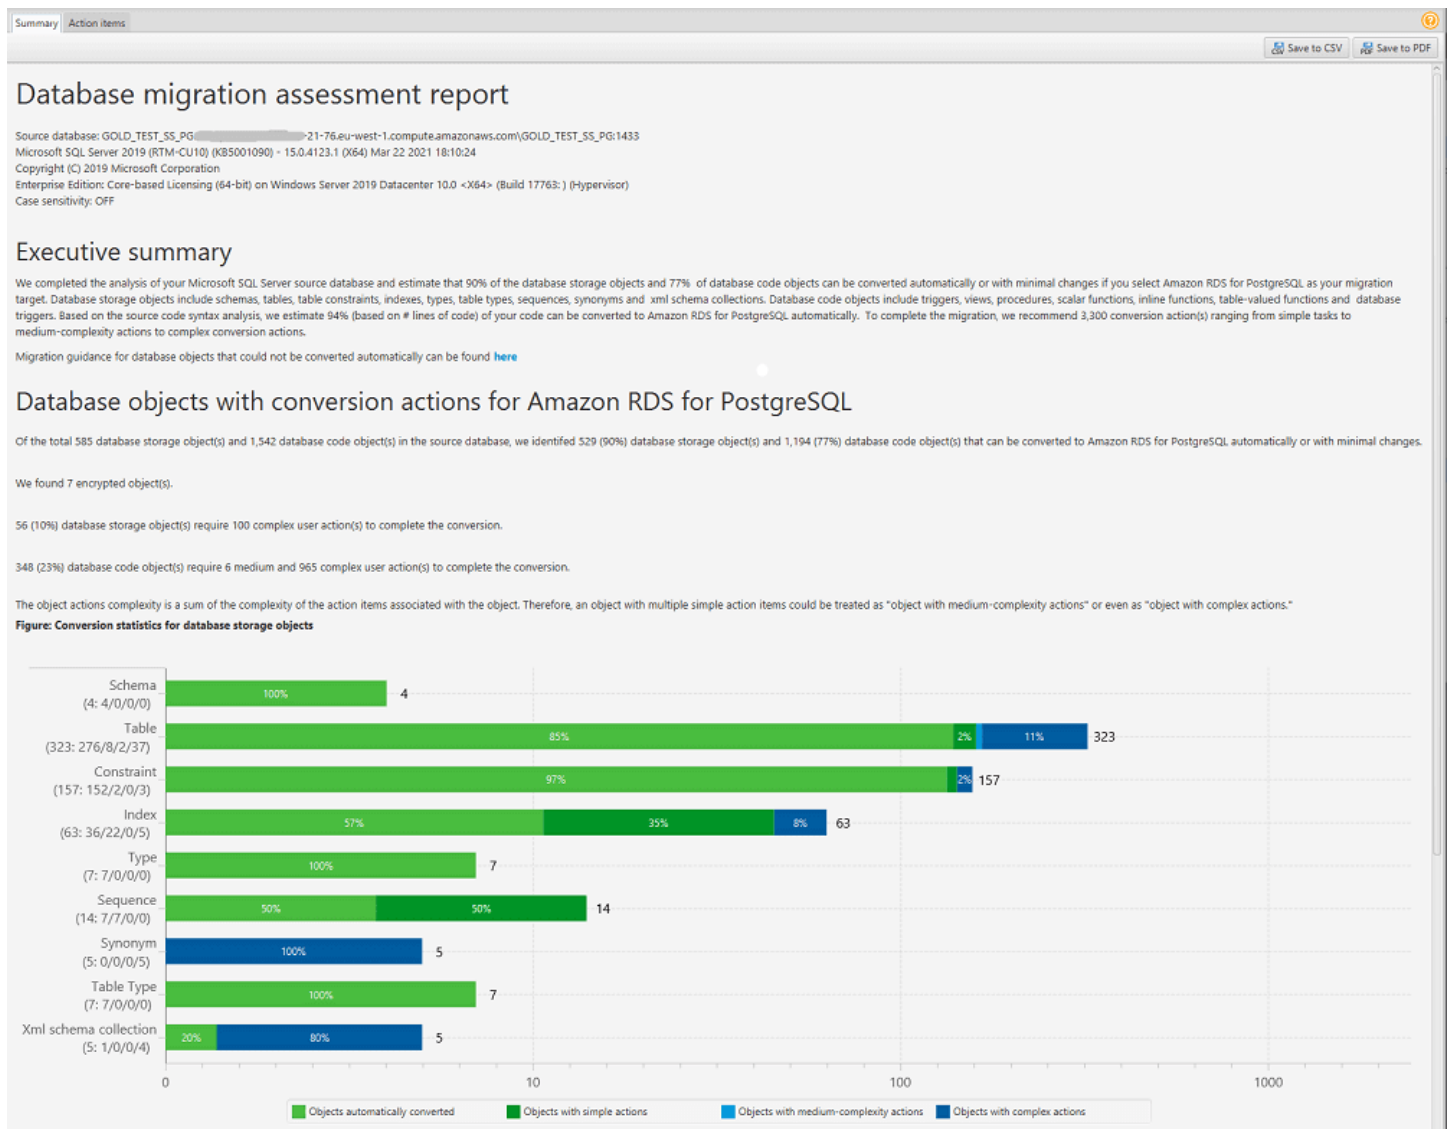 Summary Action items
Save to CSV Save to PDF
Database migration assessment report
Source database: GOLD_TEST_SS_PG -21-76.eu-west-1.compute.amazonaws.com\GOLD_TEST_SS_PG:1433
Microsoft SQL Server 2019 (RTM-CU10) (KB5001090) - 15.0.4123.1 (X64) Mar 22 2021 18:10:24
Copyright (C) 2019 Microsoft Corporation
Enterprise Edition: Core-based Licensing (64-bit) on Windows Server 2019 Datacenter 10.0 <X64> (Build 17763: ) (Hypervisor)
Case sensitivity: OFF
Executive summary
We completed the analysis of your Microsoft SQL Server source database and estimate that 90% of the database storage objects and 77% of database code objects can be converted automatically or with minimal changes if you select Amazon RDS for PostgreSQL as your migration
target. Database storage objects include schemas, tables, table constraints, indexes, types, table types, sequences, synonyms and xml schema collections. Database code objects include triggers, views, procedures, scalar functions, inline functions, table-valued functions and database
triggers. Based on the source code syntax analysis, we estimate 94% (based on # lines of code) of your code can be converted to Amazon RDS for PostgreSQL automatically. To complete the migration, we recommend 3,300 conversion action(s) ranging from simple tasks to
medium-complexity actions to complex conversion actions.
Migration guidance for database objects that could not be converted automatically can be found here
Database objects with conversion actions for Amazon RDS for PostgreSQL
Of the total 585 database storage object(s) and 1,542 database code object(s) in the source database, we identifed 529 (90%) database storage object(s) and 1,194 (77%) database code object(s) that can be converted to Amazon RDS for PostgreSQL automatically or with minimal changes.
We found 7 encrypted object(s).
56 (10%) database storage object(s) require 100 complex user action(s) to complete the conversion.
348 (23%) database code object(s) require 6 medium and 965 complex user action(s) to complete the conversion.
The object actions complexity is a sum of the complexity of the action items associated with the object. Therefore, an object with multiple simple action items could be treated as "object with medium-complexity actions" or even as "object with complex actions."
Figure: Conversion statistics for database storage objects
Schema
(4: 4/0/0/0)
100% 4
Table
(323: 276/8/2/37)
85% 2% 11% 323
Constraint
(157: 152/2/0/3)
97% 2% 157
Index
(63: 36/22/0/5)
57% 35% 8% 63
Type
(7: 7/0/0/0)
100% 7
Sequence
(14: 7/7/0/0)
50% 50% 14
Synonym
(5: 0/0/0/5)
100% 5
Table Type
(7: 7/0/0/0)
100% 7
Xml schema collection
(5: 1/0/0/4)
20% 80% 5
0 10 100 1000
Objects automatically converted Objects with simple actions Objects with medium-complexity actions Objects with complex actions